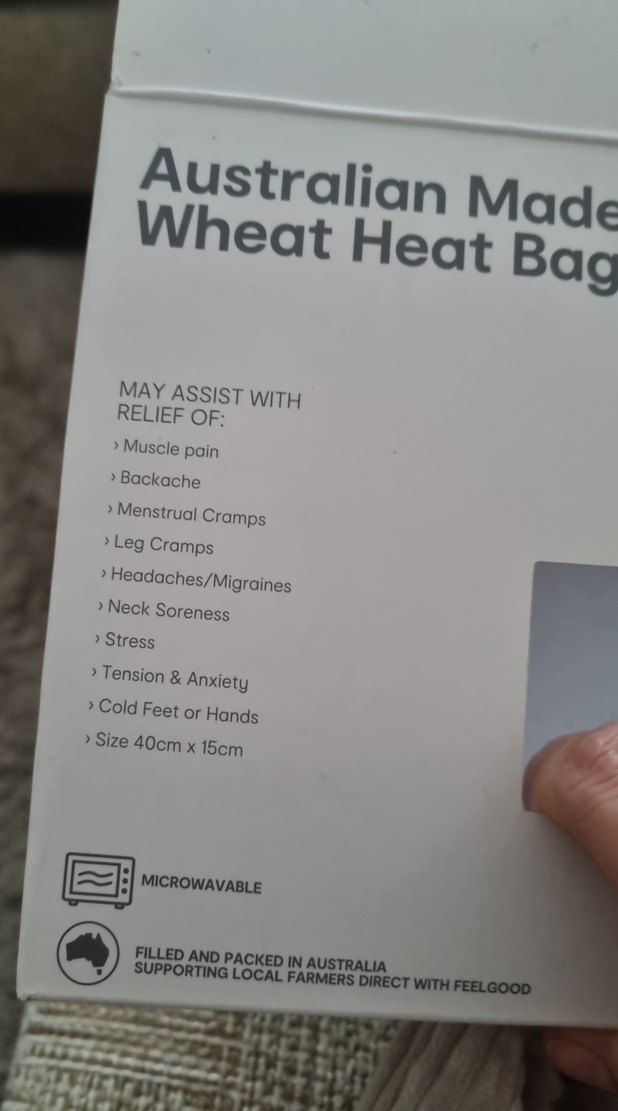 Australian Made
Wheat Heat Bag
MAY ASSIST WITH
RELIEF OF:
› Muscle pain
› Backache
› Menstrual Cramps
› Leg Cramps
› Headaches/Migraines
› Neck Soreness
› Stress
› Tension & Anxiety
› Cold Feet or Hands
› Size 40cm x 15cm
MICROWAVABLE
FILLED AND PACKED IN AUSTRALIA
SUPPORTING LOCAL FARMERS DIRECT WITH FEELGOOD